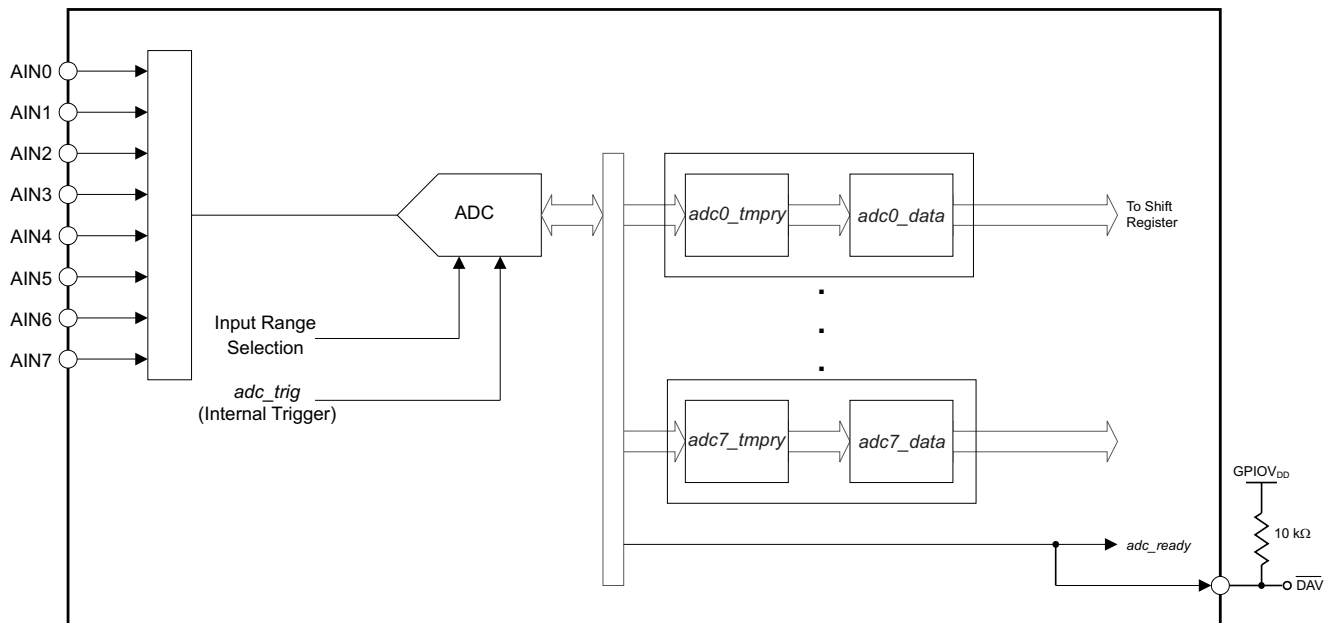 AIN0
AIN1
AIN2
AIN3
AIN4
AIN5
AIN6
AIN7
ADC
Input Range
Selection
adc_trig
(Internal Trigger)
adc0_tmpry
adc0_data
To Shift
Register
adc7_tmpry
adc7_data
GPIOVDD
10 kΩ
adc_ready
DAV